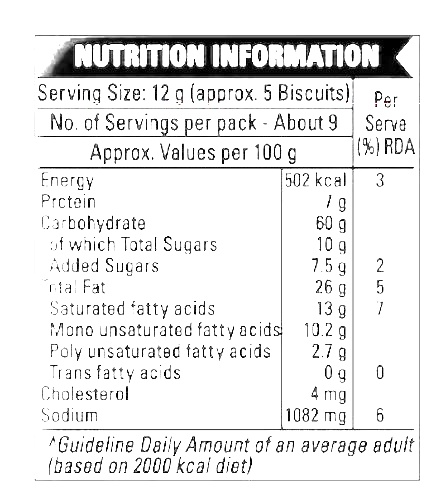 NUTRITION INFORMATION
Serving Size: 12 g (approx. 5 Biscuits)
No. of Servings per pack - About 9
Approx. Values per 100 g
Per Serve (%) RDA
Energy 502 kcal 3
Protein 7 g
Carbohydrate 60 g
of which Total Sugars 10 g
Added Sugars 7.5 g 2
Total Fat 26 g 5
Saturated fatty acids 13 g 7
Mono unsaturated fatty acids 10.2 g
Poly unsaturated fatty acids 2.7 g
Trans fatty acids 0 g 0
Cholesterol 4 mg
Sodium 1082 mg 6
^Guideline Daily Amount of an average adult
(based on 2000 kcal diet)